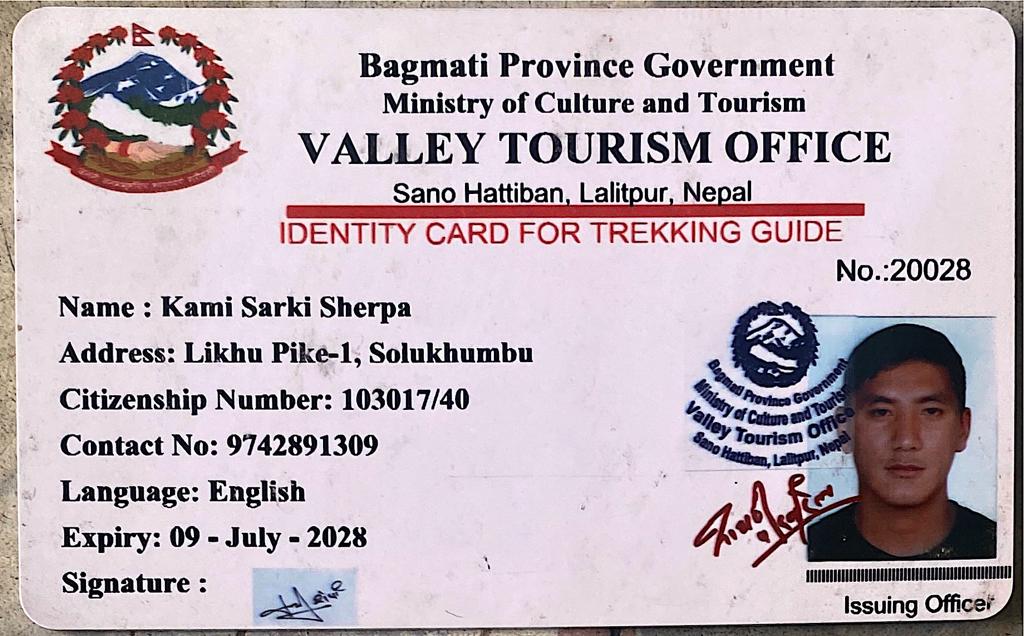 Bagmati Province Government
Ministry of Culture and Tourism
VALLEY TOURISM OFFICE
Sano Hattiban, Lalitpur, Nepal
IDENTITY CARD FOR TREKKING GUIDE
No.:20028
Name : Kami Sarki Sherpa
Address: Likhu Pike-1, Solukhumbu
Citizenship Number: 103017/40
Contact No: 9742891309
Language: English
Expiry: 09 - July - 2028
Signature :
Bagmati Province Government
Ministry of Culture and Touris
Valley Tourism Office
Sano Hattiban, Lalitpur, Nepal
Issuing Officer